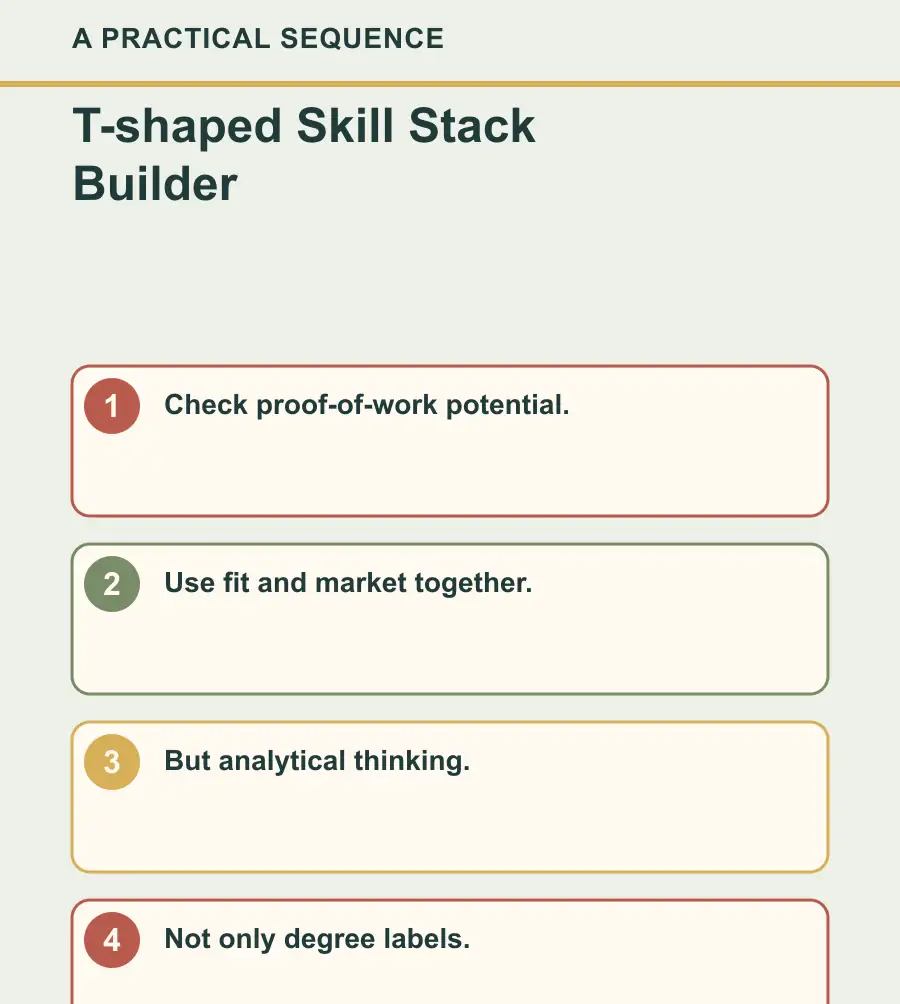 A PRACTICAL SEQUENCE
T-shaped Skill Stack
Builder
1 Check proof-of-work potential.
2 Use fit and market together.
3 But analytical thinking.
4 Not only degree labels.